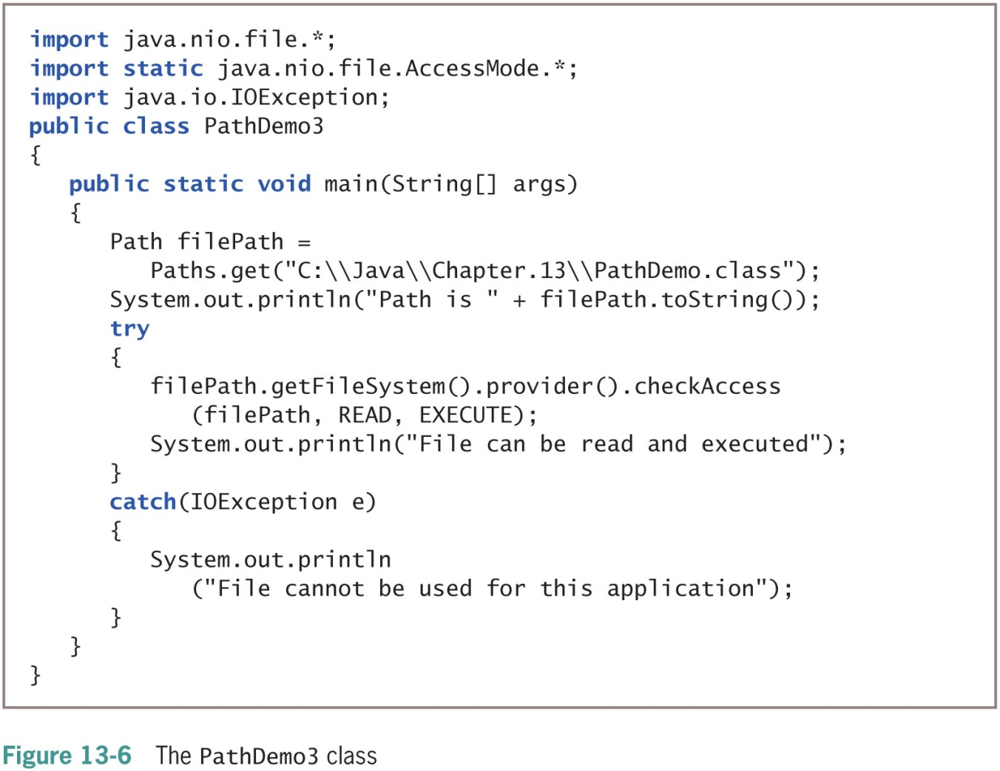 import java.nio.file.*;
import static java.nio.file.AccessMode.*;
import java.io.IOException;
public class PathDemo3
{
   public static void main(String[] args)
   {
      Path filePath =
         Paths.get("C:\\Java\\Chapter.13\\PathDemo.class");
      System.out.println("Path is " + filePath.toString());
      try
      {
         filePath.getFileSystem().provider().checkAccess
            (filePath, READ, EXECUTE);
         System.out.println("File can be read and executed");
      }
      catch(IOException e)
      {
         System.out.println
            ("File cannot be used for this application");
      }
   }
}
Figure 13-6 The PathDemo3 class